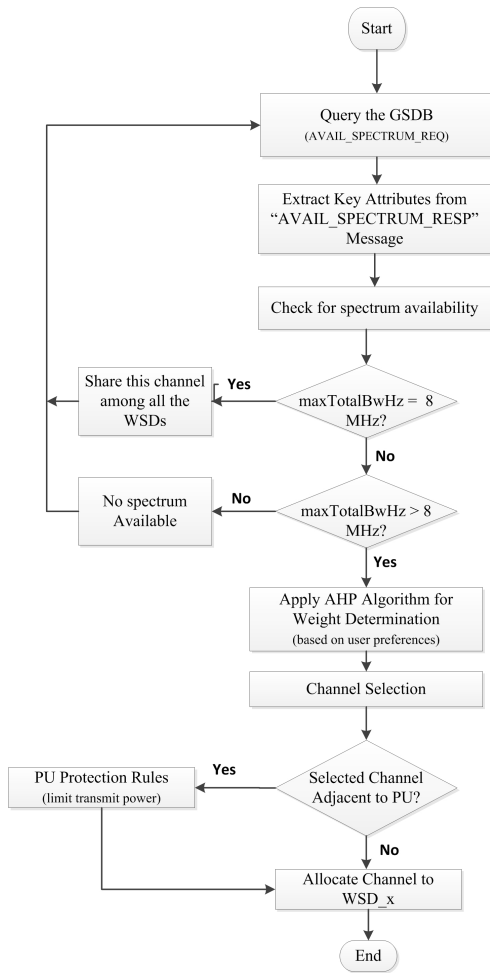 Start
Query the GSDB
(AVAIL_SPECTRUM_REQ)
Extract Key Attributes from
“AVAIL_SPECTRUM_RESP”
Message
Check for spectrum availability
Share this channel
among all the
WSDs
Yes
maxTotalBwHz = 8
MHz?
No
No spectrum
Available
No
maxTotalBwHz > 8
MHz?
Yes
Apply AHP Algorithm for
Weight Determination
(based on user preferences)
Channel Selection
PU Protection Rules
(limit transmit power)
Yes
Selected Channel
Adjacent to PU?
No
Allocate Channel to
WSD_x
End